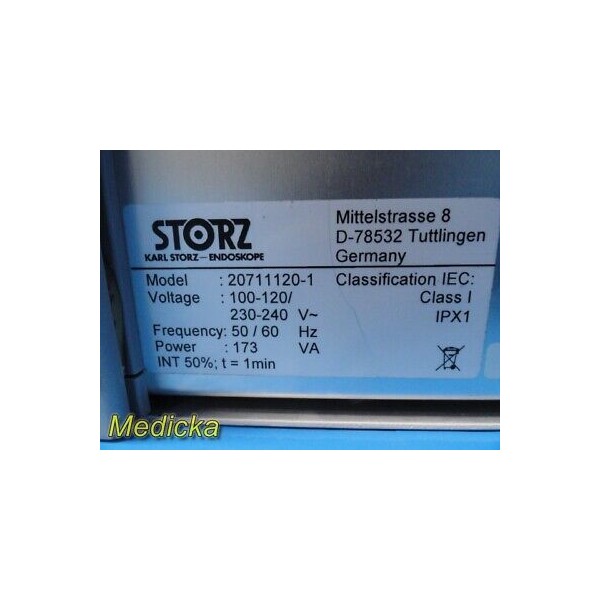 STORZ
KARL STORZ—ENDOSKOPE
Mittelstrasse 8
D-78532 Tuttlingen
Germany
Model : 20711120-1
Voltage : 100-120/
230-240 V~
Frequency: 50 / 60 Hz
Power : 173 VA
INT 50%; t = 1min
Classification IEC:
Class I
IPX1
Medicka